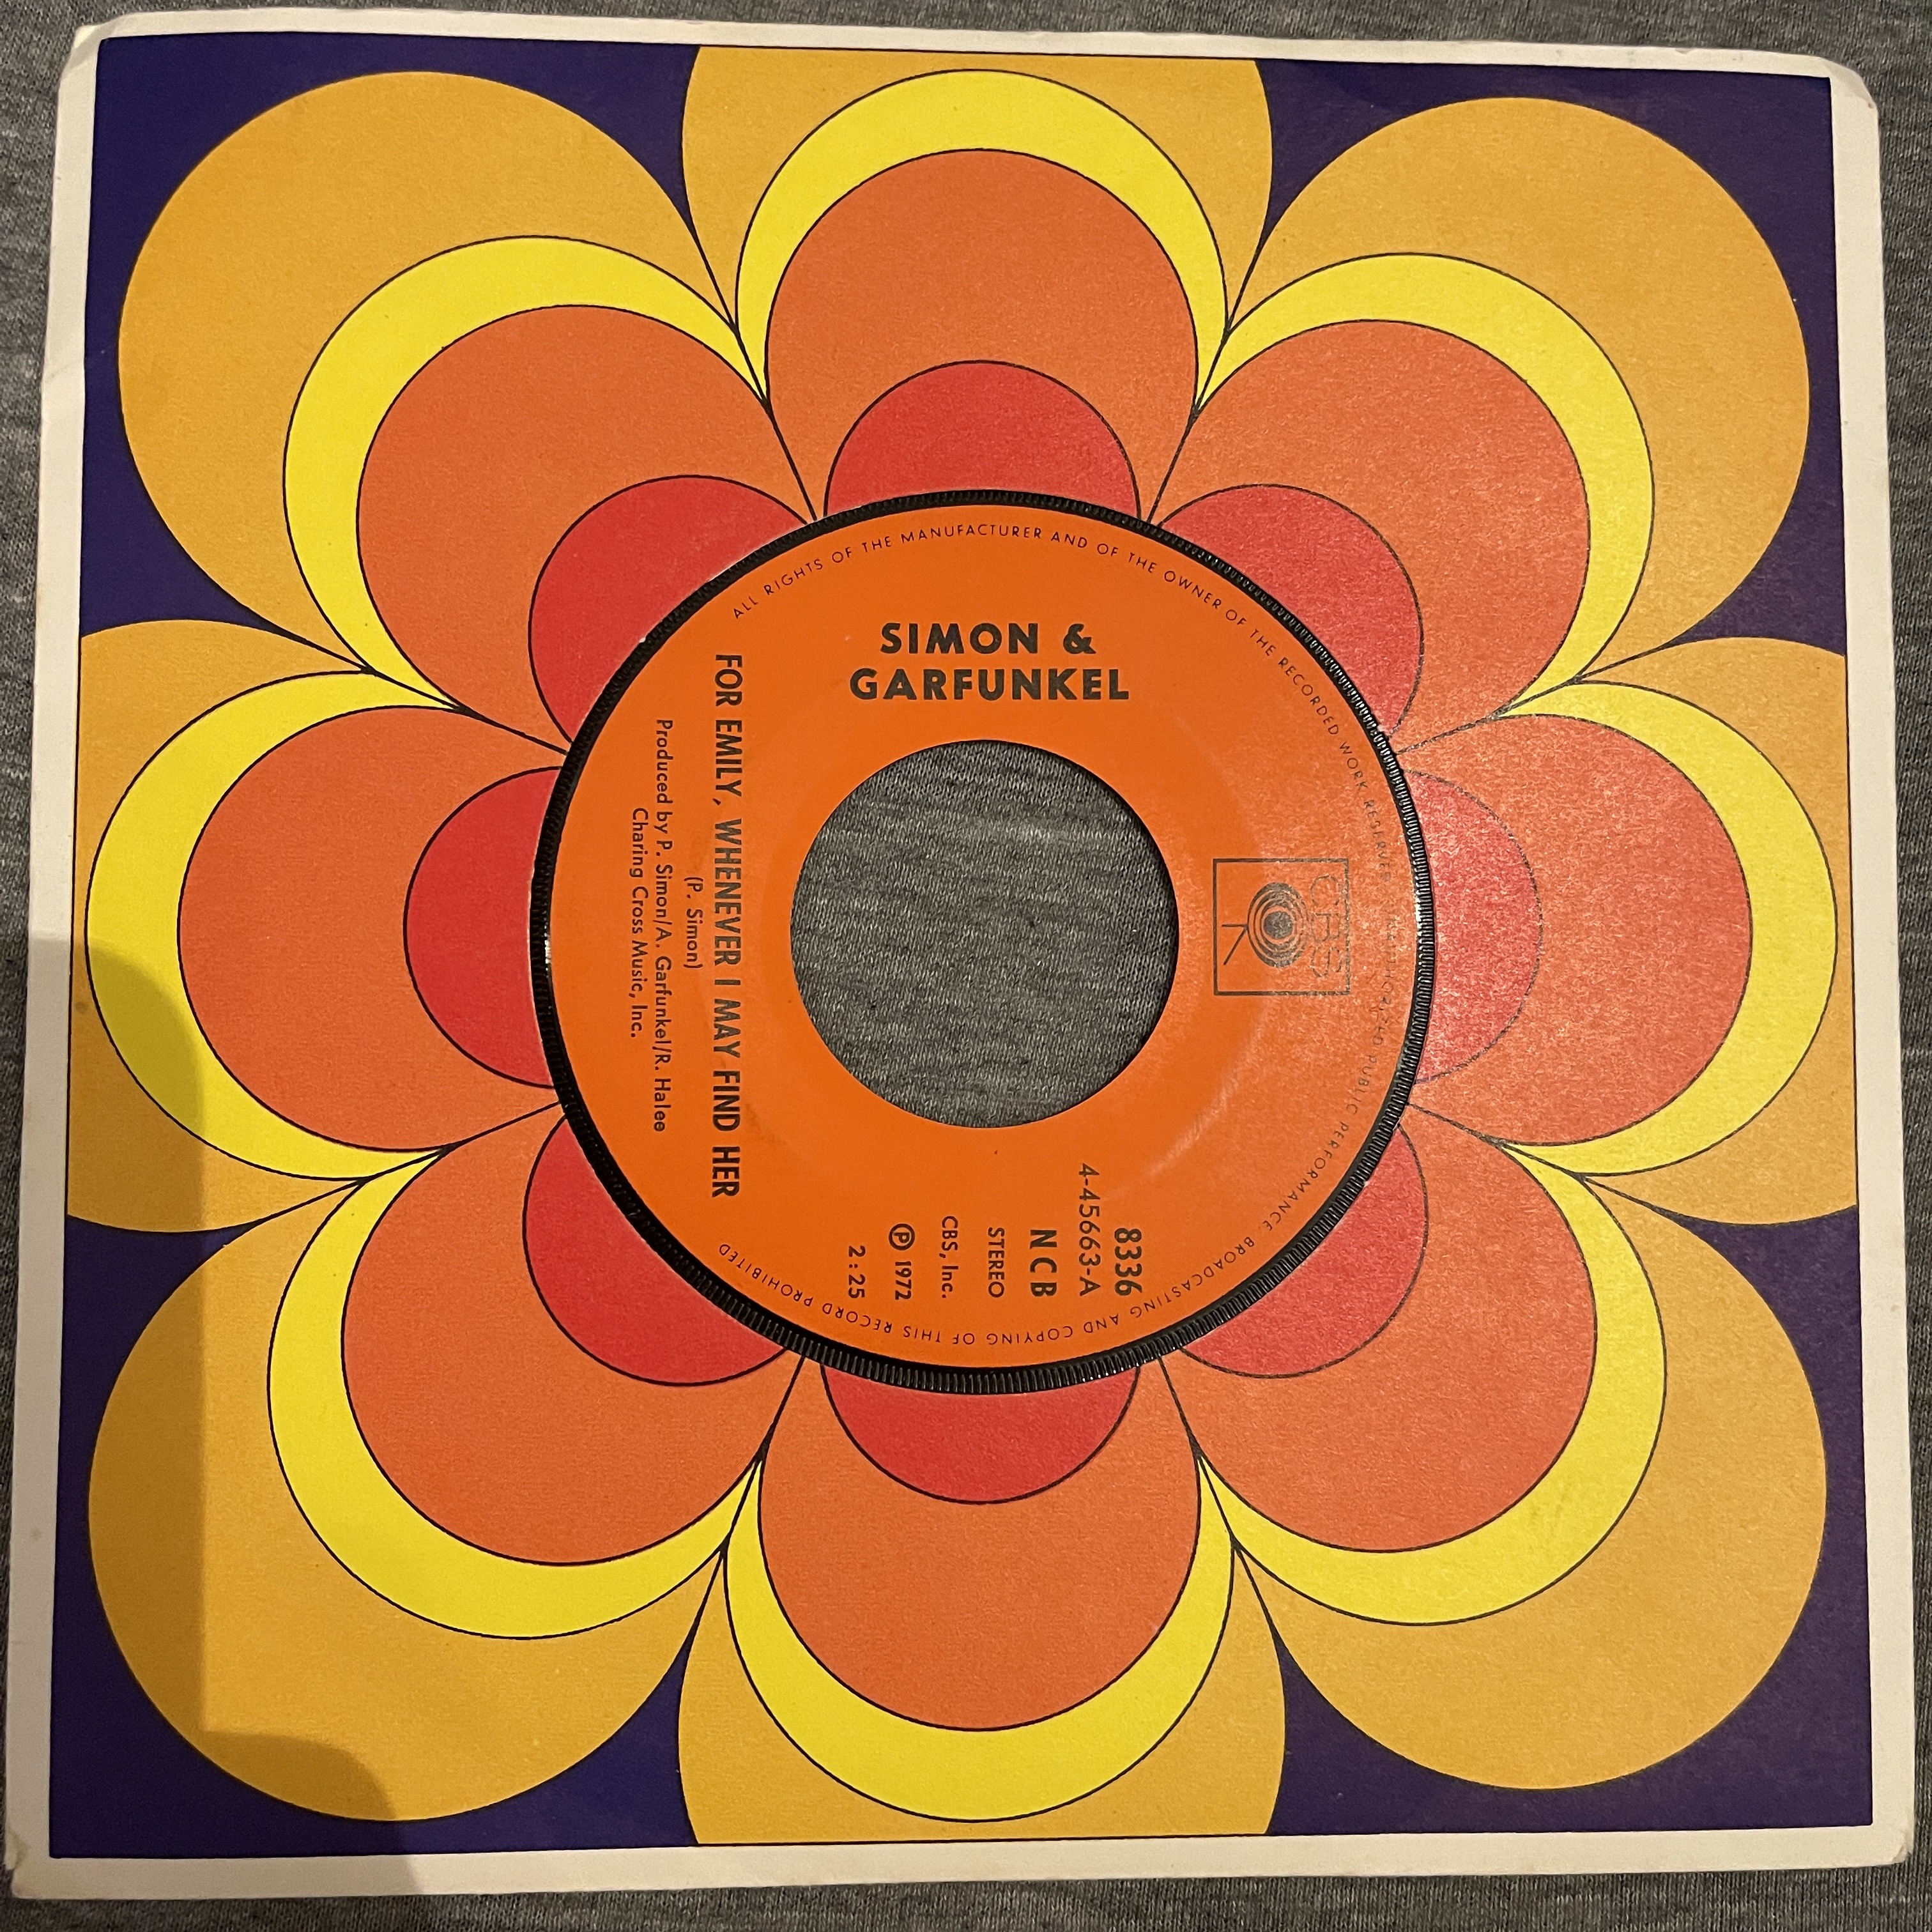 ALL RIGHTS OF THE MANUFACTURER AND OF THE OWNER OF THE RECORDED WORK RESERVED. UNAUTHORIZED PUBLIC PERFORMANCE, BROADCASTING AND COPYING OF THIS RECORD PROHIBITED
SIMON &
GARFUNKEL
CBS
8336
4-45663-A
NCB
STEREO
CBS, Inc.
Ⓟ 1972
2:25
FOR EMILY, WHENEVER I MAY FIND HER
(P. Simon)
Produced by P. Simon/A. Garfunkel/R. Halee
Charing Cross Music, Inc.